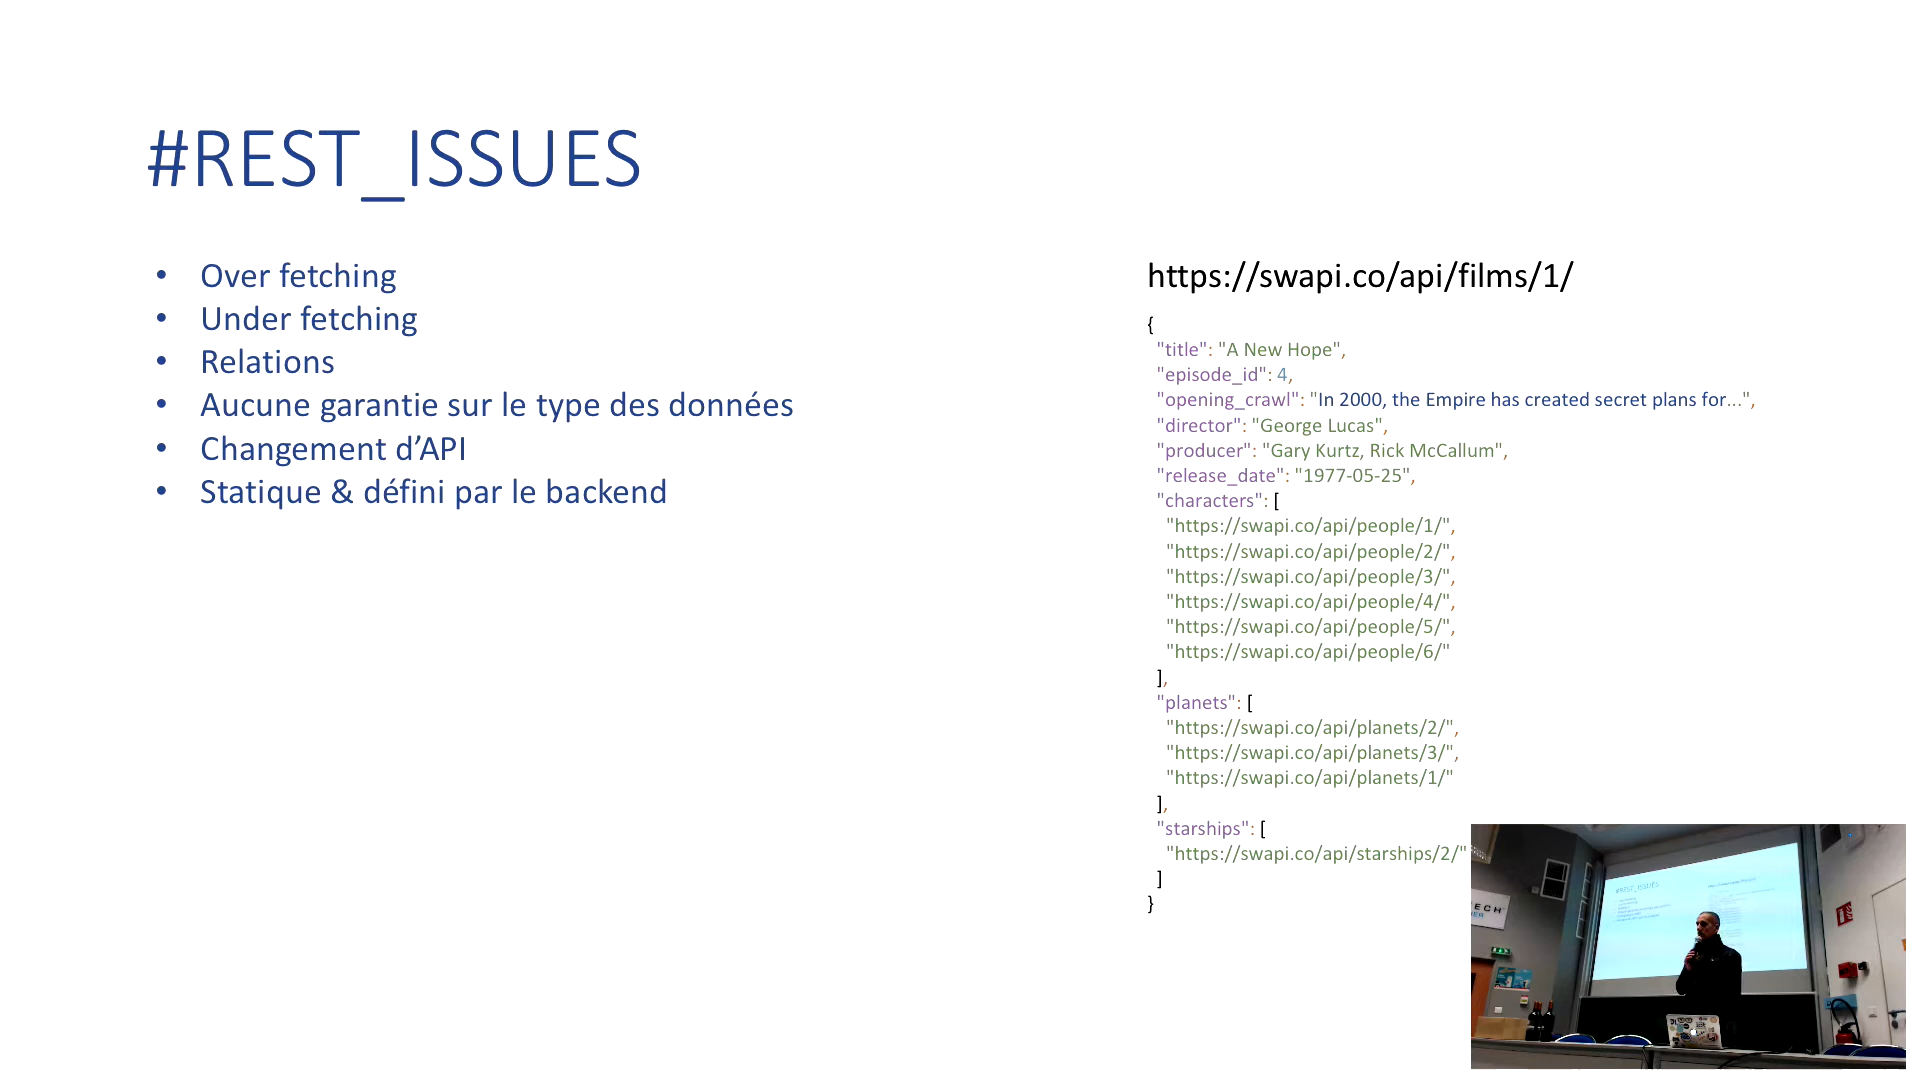 #REST_ISSUES
• Over fetching
• Under fetching
• Relations
• Aucune garantie sur le type des données
• Changement d’API
• Statique & défini par le backend
https://swapi.co/api/films/1/
{
"title": "A New Hope",
"episode_id": 4,
"opening_crawl": "In 2000, the Empire has created secret plans for...",
"director": "George Lucas",
"producer": "Gary Kurtz, Rick McCallum",
"release_date": "1977-05-25",
"characters": [
"https://swapi.co/api/people/1/",
"https://swapi.co/api/people/2/",
"https://swapi.co/api/people/3/",
"https://swapi.co/api/people/4/",
"https://swapi.co/api/people/5/",
"https://swapi.co/api/people/6/"
],
"planets": [
"https://swapi.co/api/planets/2/",
"https://swapi.co/api/planets/3/",
"https://swapi.co/api/planets/1/"
],
"starships": [
"https://swapi.co/api/starships/2/"
]
}
#REST_ISSUES